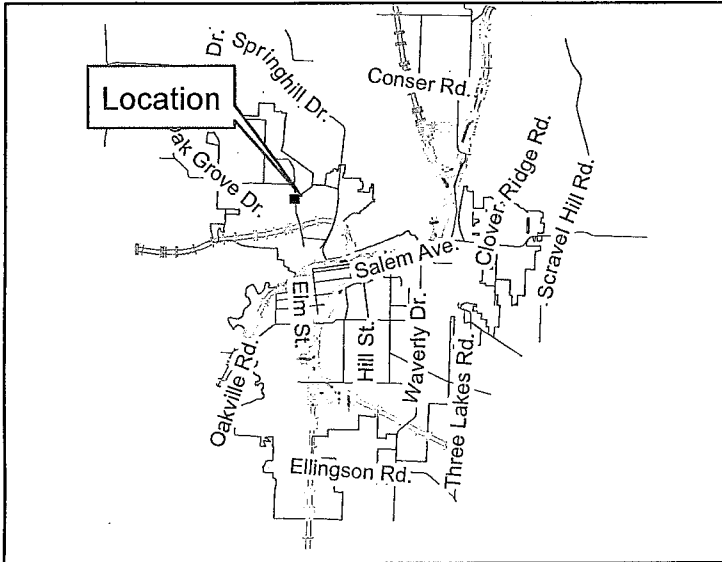 Dr.
Springhill Dr.
Conser Rd.
Location
Oak Grove Dr.
Clover Ridge Rd.
Scravel Hill Rd.
Salem Ave.
Elm St.
Hill St.
Waverly Dr.
Oakville Rd.
Three Lakes Rd.
Ellingson Rd.